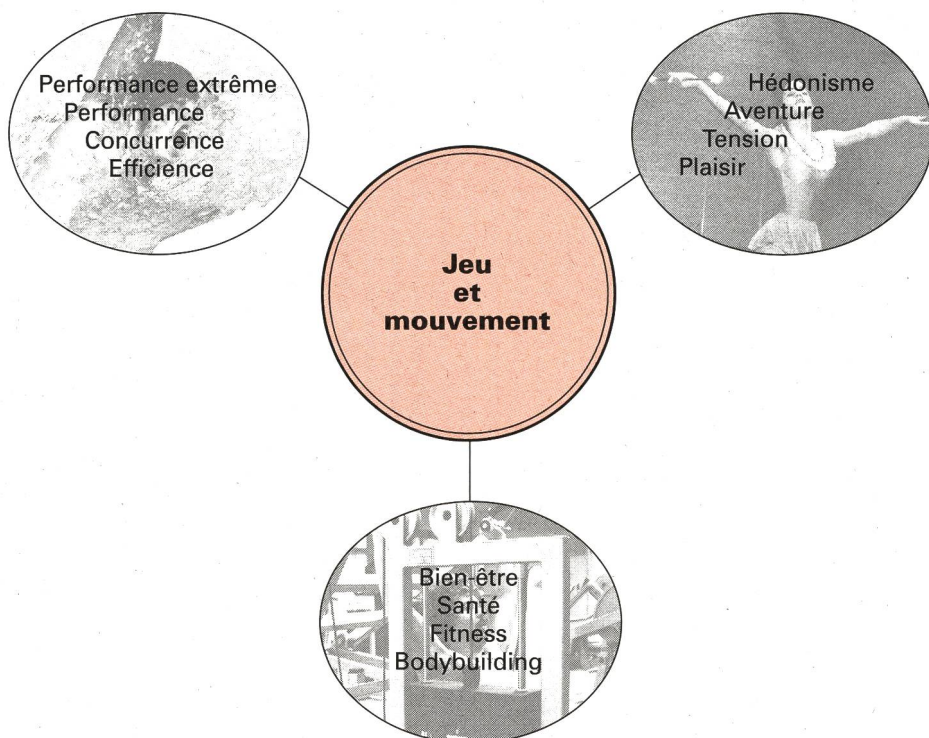 Performance extrême
Performance
Concurrence
Efficience
Hédonisme
Aventure
Tension
Plaisir
Jeu
et
mouvement
Bien-être
Santé
Fitness
Bodybuilding